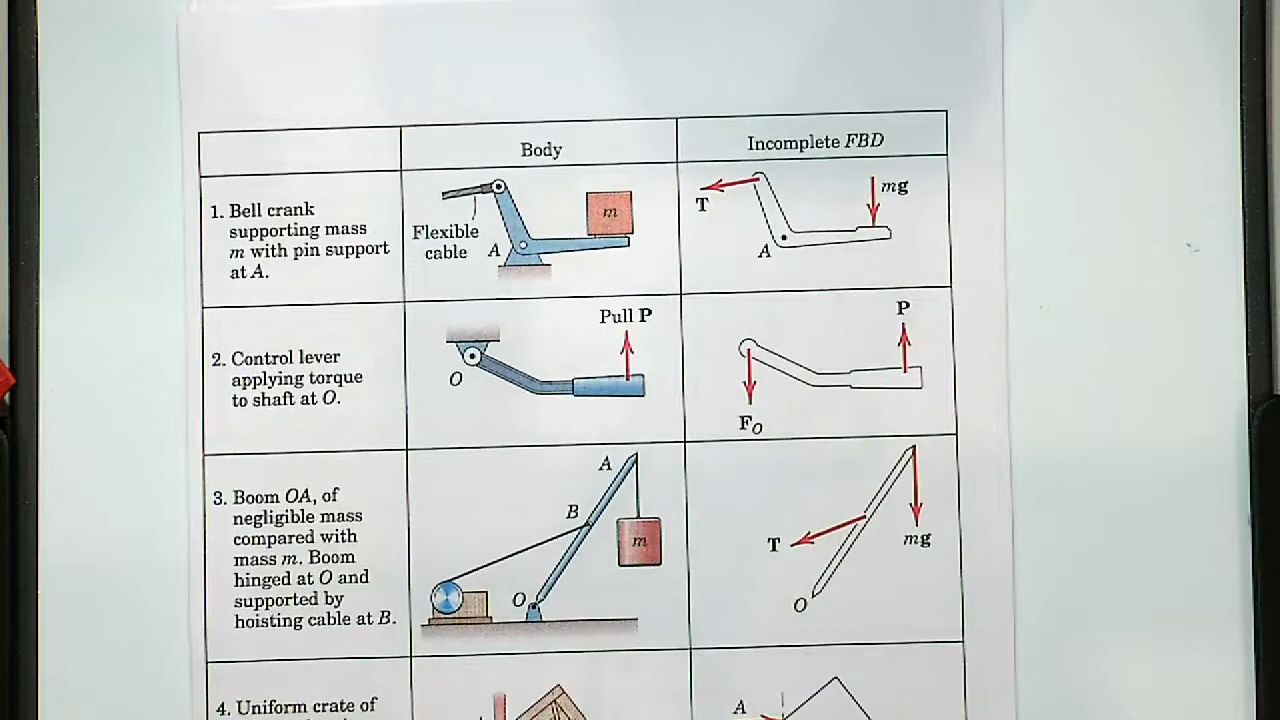 Body
Incomplete FBD
1. Bell crank
supporting mass
m with pin support
at A.
Flexible
cable
A
m
T
mg
A
2. Control lever
applying torque
to shaft at O.
Pull P
O
P
F_O
3. Boom OA, of
negligible mass
compared with
mass m. Boom
hinged at O and
supported by
hoisting cable at B.
A
B
m
O
T
mg
O
4. Uniform crate of
A